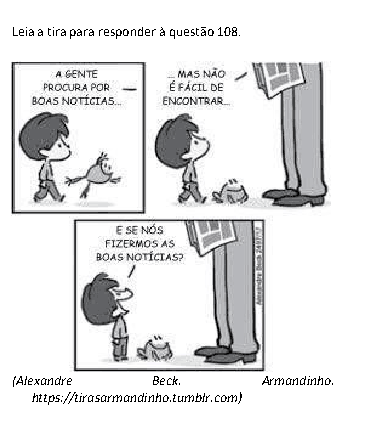 Leia a tira para responder à questão 108.
A GENTE
PROCURA POR
BOAS NOTÍCIAS...
... MAS NÃO
É FÁCIL DE
ENCONTRAR...
E SE NÓS
FIZERMOS AS
BOAS NOTÍCIAS?
(Alexandre Beck. Armandinho.
https://tirasarmandinho.tumblr.com)